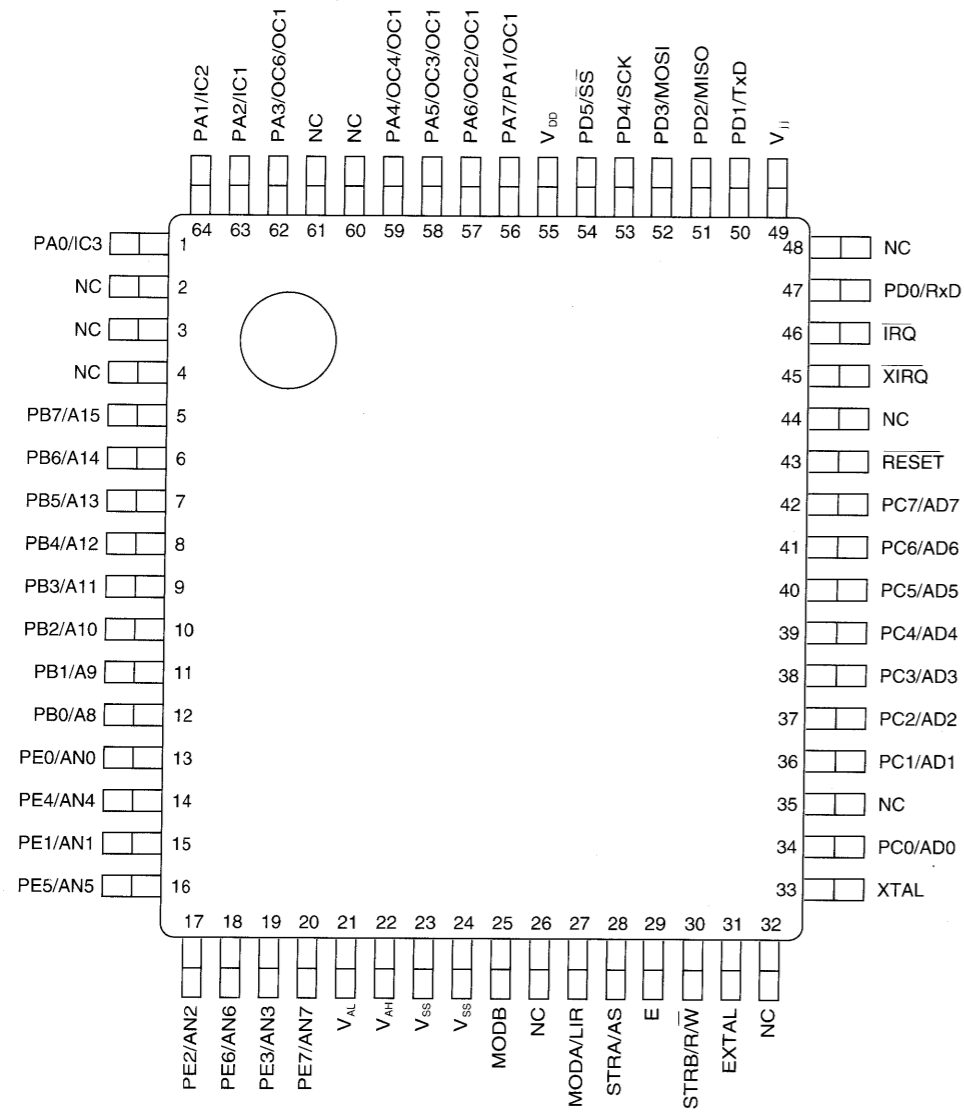 PA1/IC2
PA2/IC1
PA3/OC6/OC1
NC
NC
PA4/OC4/OC1
PA5/OC3/OC1
PA6/OC2/OC1
PA7/PA1/OC1
VDD
PD5/S̅S̅
PD4/SCK
PD3/MOSI
PD2/MISO
PD1/TxD
64 63 62 61 60 59 58 57 56 55 54 53 52 51 50 49
PA0/IC3 1
NC 2
NC 3
NC 4
PB7/A15 5
PB6/A14 6
PB5/A13 7
PB4/A12 8
PB3/A11 9
PB2/A10 10
PB1/A9 11
PB0/A8 12
PE0/AN0 13
PE4/AN4 14
PE1/AN1 15
PE5/AN5 16
48 NC
47 PD0/RxD
46 I̅R̅Q̅
45 X̅I̅R̅Q̅
44 NC
43 R̅E̅S̅E̅T̅
42 PC7/AD7
41 PC6/AD6
40 PC5/AD5
39 PC4/AD4
38 PC3/AD3
37 PC2/AD2
36 PC1/AD1
35 NC
34 PC0/AD0
33 XTAL
17 18 19 20 21 22 23 24 25 26 27 28 29 30 31 32
PE2/AN2
PE6/AN6
PE3/AN3
PE7/AN7
VAL
VAH
VSS
VSS
MODB
NC
MODA/LIR
STRA/AS
E
STRB/R/W̅
EXTAL
NC